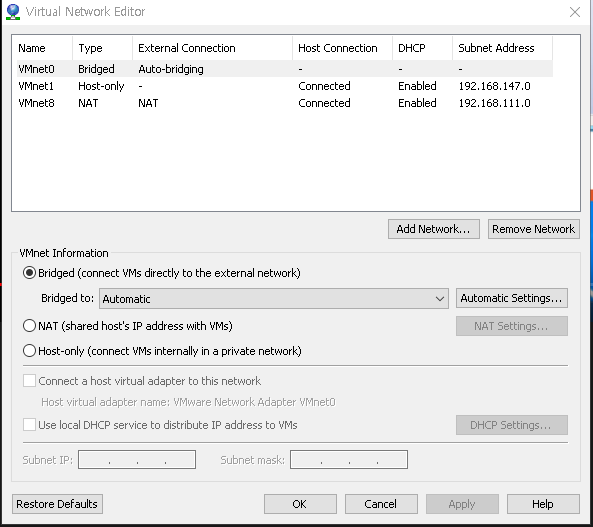 Virtual Network Editor
Name Type External Connection Host Connection DHCP Subnet Address
VMnet0 Bridged Auto-bridging - - -
VMnet1 Host-only - Connected Enabled 192.168.147.0
VMnet8 NAT NAT Connected Enabled 192.168.111.0
Add Network... Remove Network
VMnet Information
Bridged (connect VMs directly to the external network)
Bridged to: Automatic Automatic Settings...
NAT (shared host's IP address with VMs) NAT Settings...
Host-only (connect VMs internally in a private network)
Connect a host virtual adapter to this network
Host virtual adapter name: VMware Network Adapter VMnet0
Use local DHCP service to distribute IP address to VMs DHCP Settings...
Subnet IP: . . . Subnet mask: . . .
Restore Defaults OK Cancel Apply Help